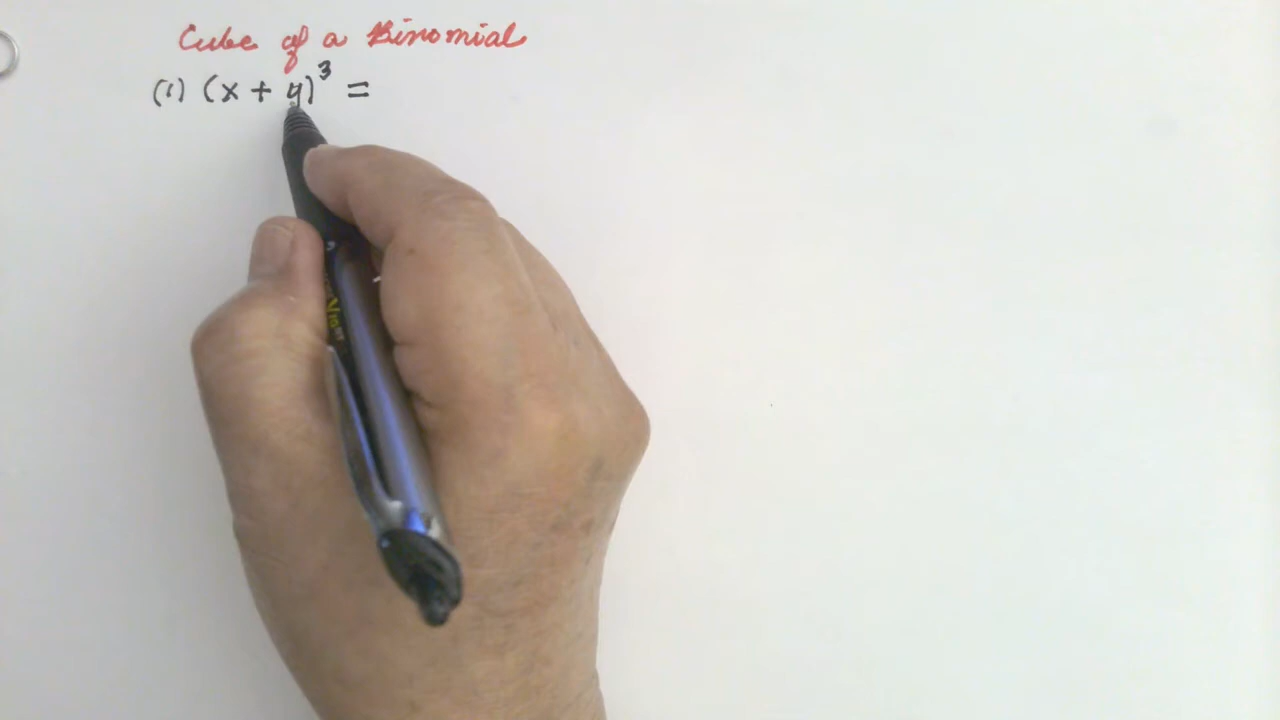 Cube of a Binomial
(1) (x + y)³ =